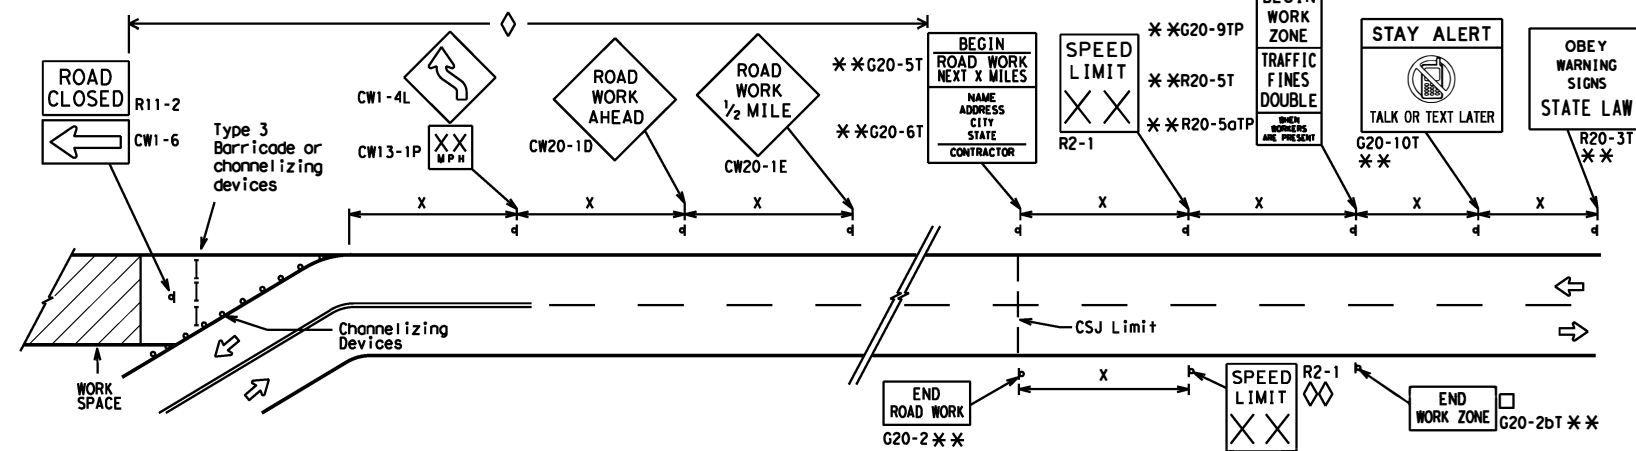 ROAD
CLOSED
R11-2
CW1-6
Type 3
Barricade or
channelizing
devices
CW1-4L
XX
MPH
CW13-1P
ROAD
WORK
AHEAD
CW20-1D
ROAD
WORK
1/2 MILE
CW20-1E
**G20-5T
**G20-6T
BEGIN
ROAD WORK
NEXT X MILES
NAME
ADDRESS
CITY
STATE
CONTRACTOR
SPEED
LIMIT
XX
R2-1
**G20-9TP
**R20-5T
**R20-5aTP
BEGIN
WORK
ZONE
TRAFFIC
FINES
DOUBLE
WHEN
WORKERS
ARE PRESENT
STAY ALERT
TALK OR TEXT LATER
G20-10T
**
OBEY
WARNING
SIGNS
STATE LAW
R20-3T
**
X X X X X X X
Channelizing
Devices
CSJ Limit
WORK
SPACE
END
ROAD WORK
G20-2 **
X
SPEED
LIMIT
XX
R2-1
END
WORK ZONE
G20-2bT **